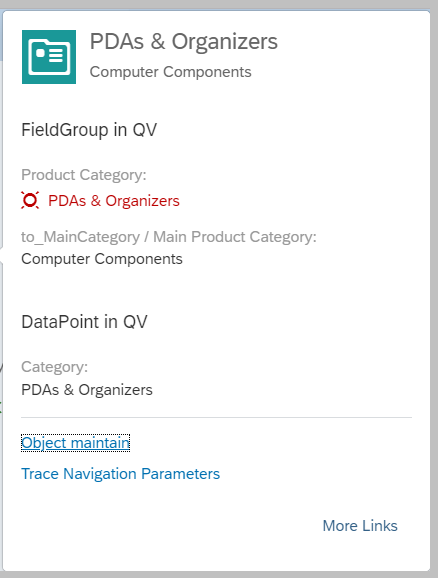 PDAs & Organizers
Computer Components
FieldGroup in QV
Product Category:
PDAs & Organizers
to_MainCategory / Main Product Category:
Computer Components
DataPoint in QV
Category:
PDAs & Organizers
Object maintain
Trace Navigation Parameters
More Links